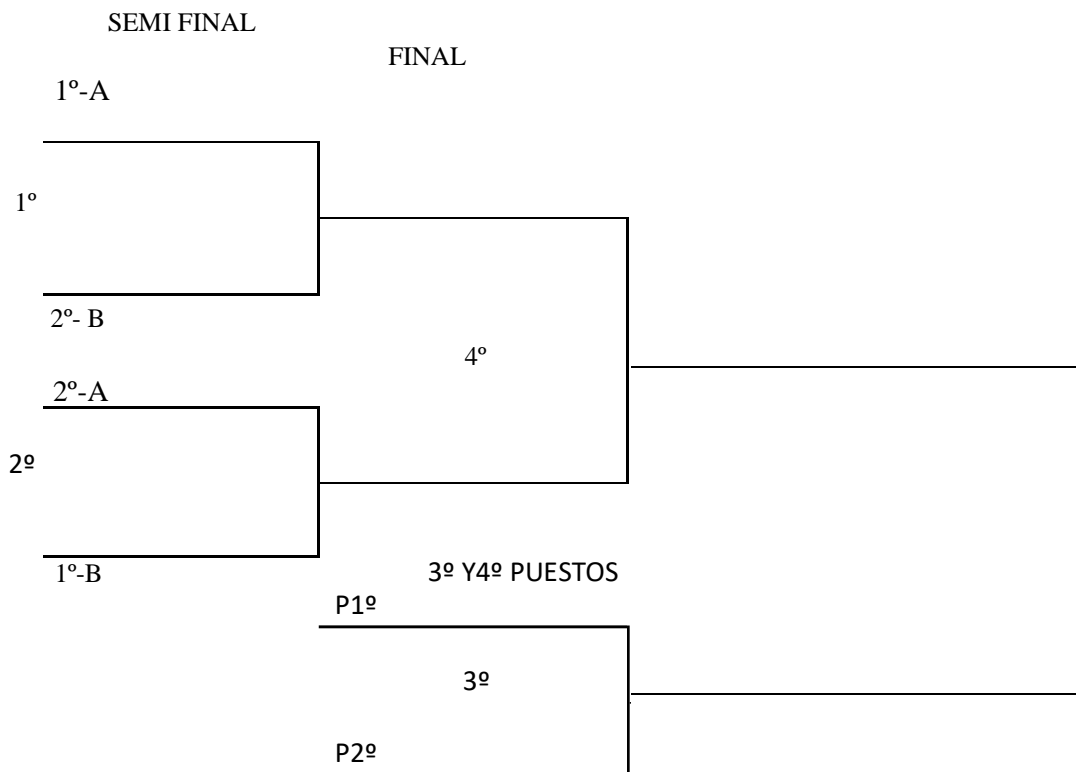 SEMI FINAL
FINAL
1º-A
1º
2º- B
4º
2º-A
2º
1º-B
3º Y4º PUESTOS
P1º
3º
P2º